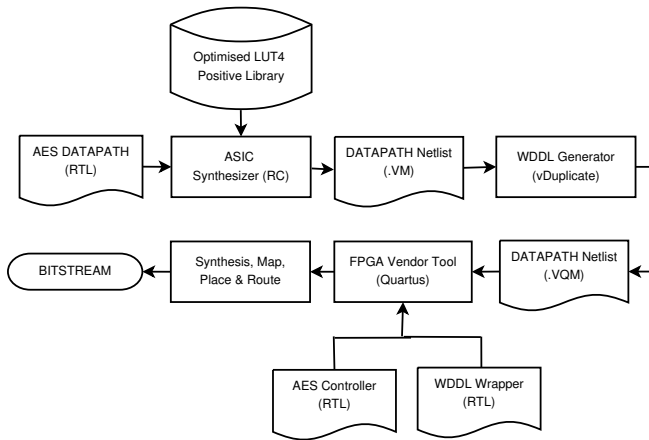 Optimised LUT4
Positive Library
AES DATAPATH
(RTL)
ASIC
Synthesizer (RC)
DATAPATH Netlist
(.VM)
WDDL Generator
(vDuplicate)
BITSTREAM
Synthesis, Map,
Place & Route
FPGA Vendor Tool
(Quartus)
DATAPATH Netlist
(.VQM)
AES Controller
(RTL)
WDDL Wrapper
(RTL)